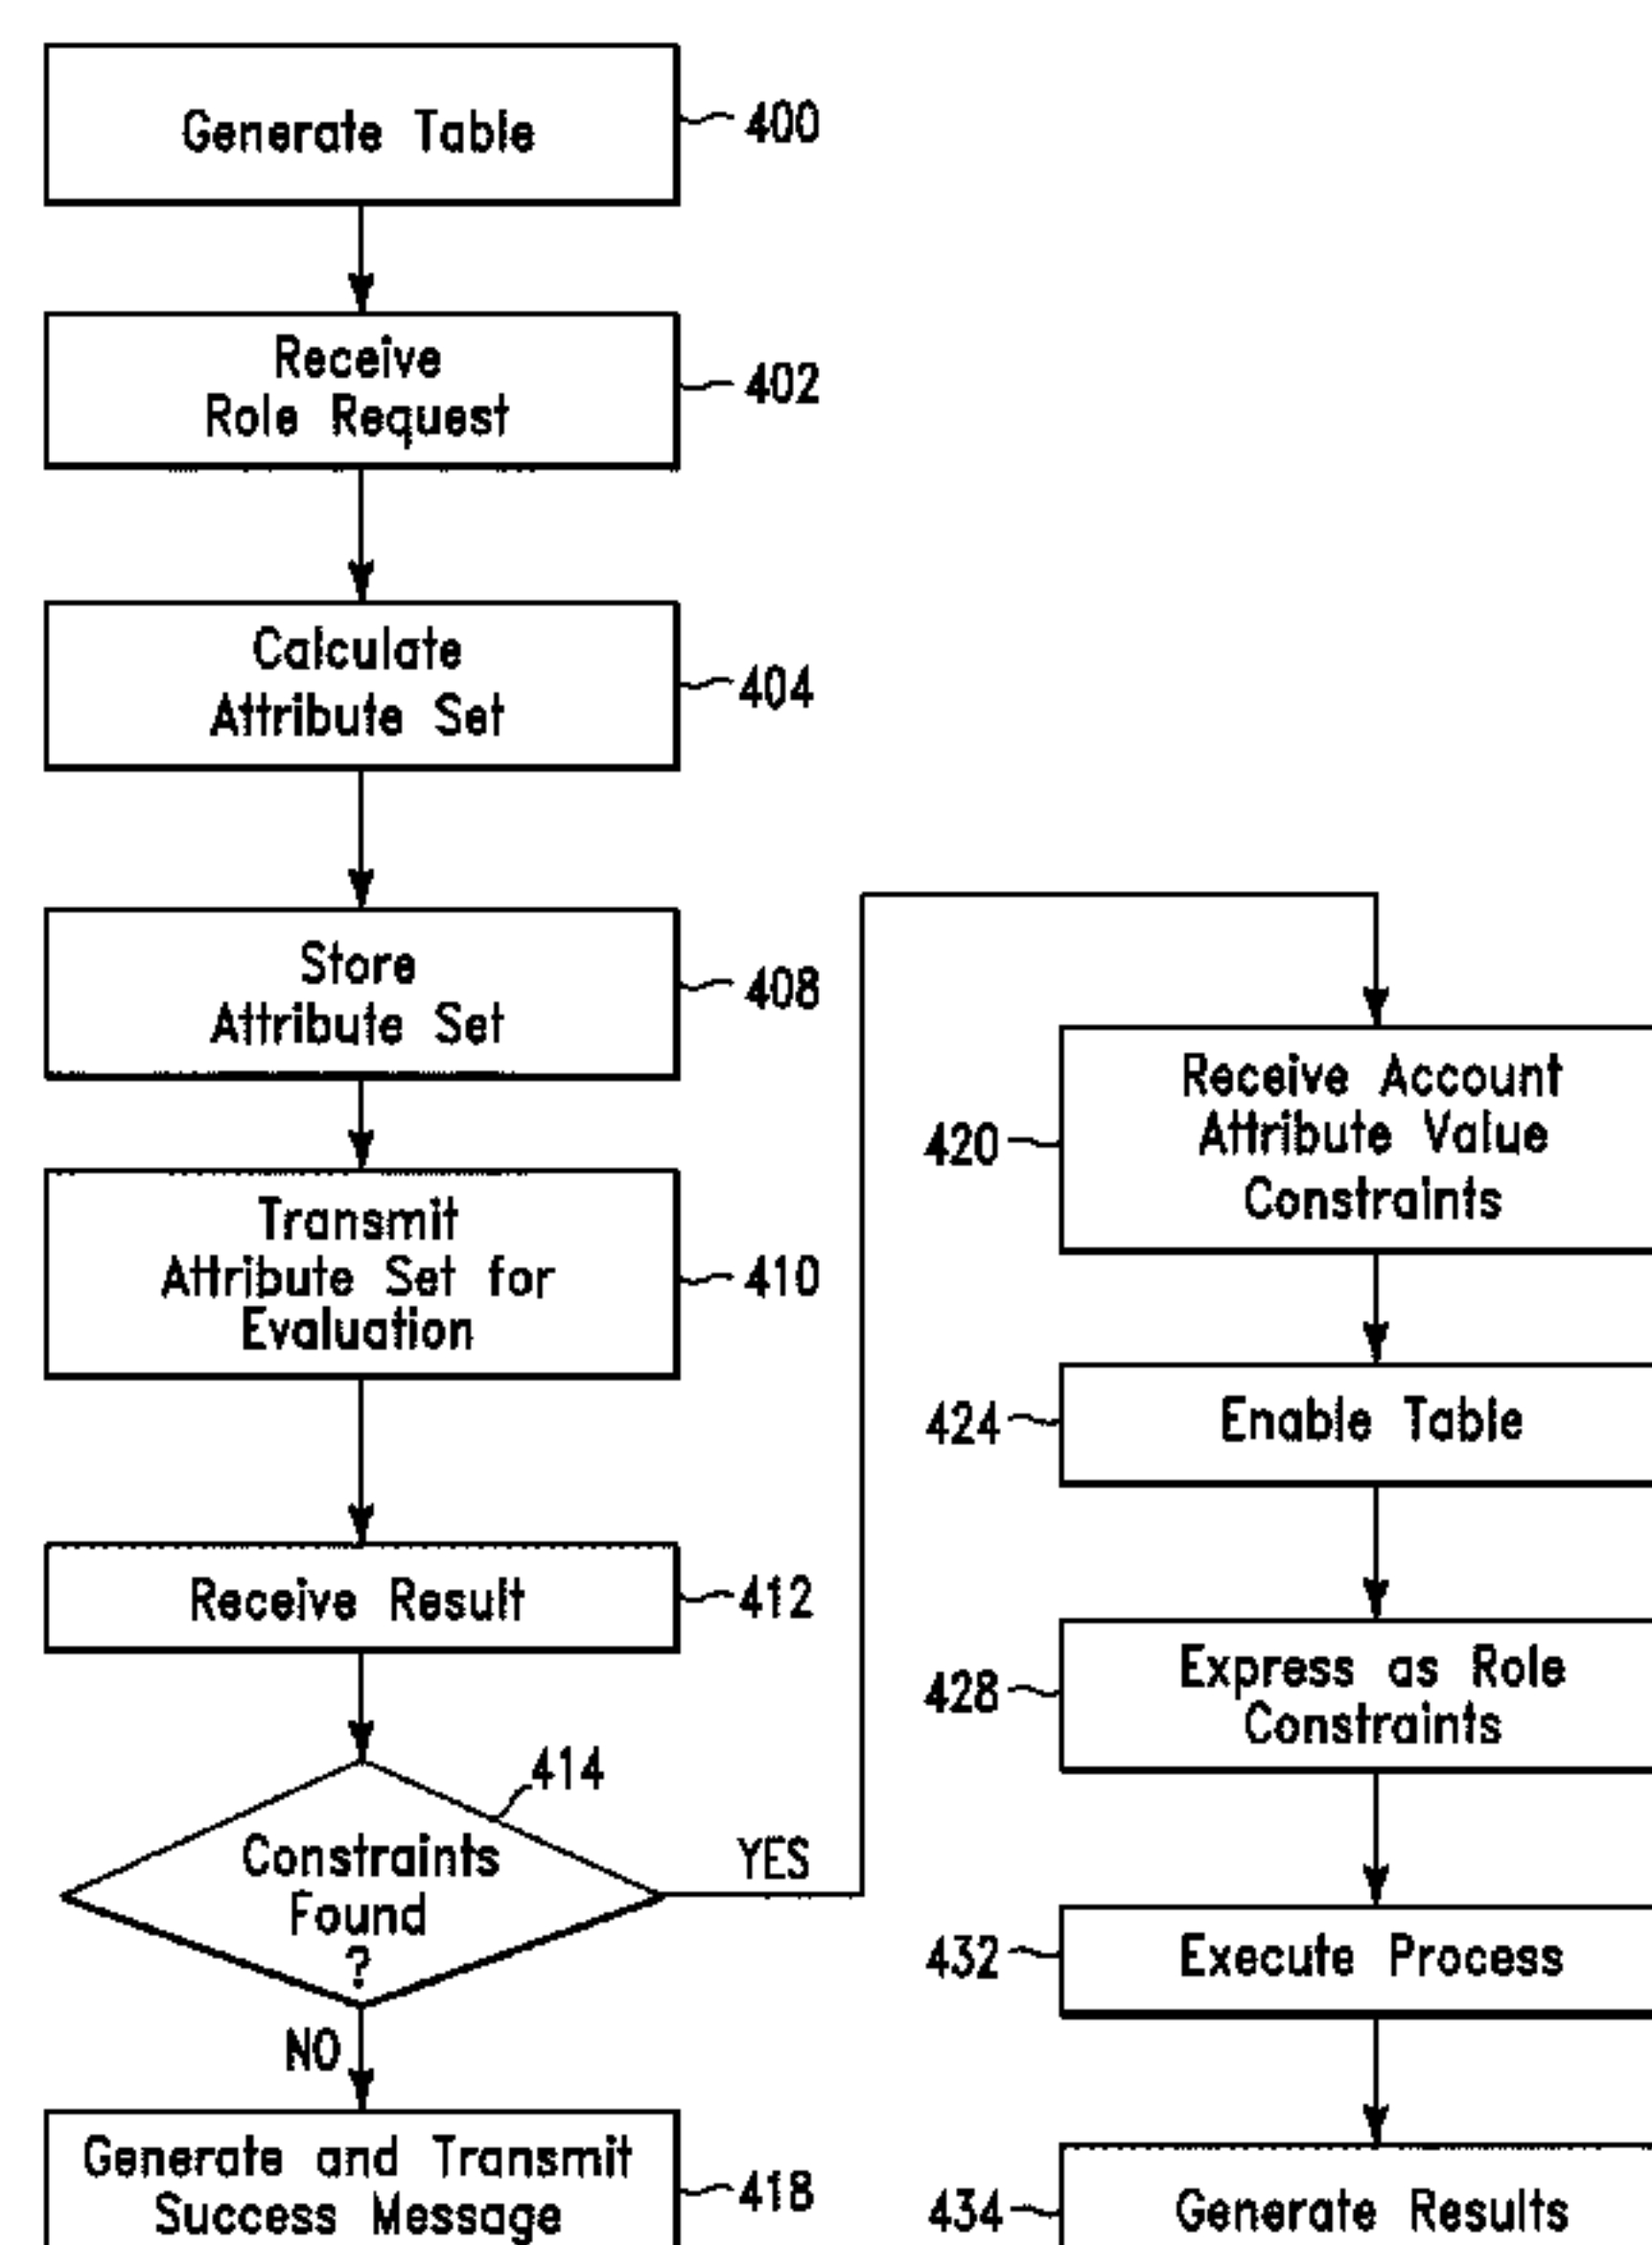 Generate Table
400
Receive
Role Request
402
Calculate
Attribute Set
404
Store
Attribute Set
408
Transmit
Attribute Set for
Evaluation
410
Receive Result
412
414
Constraints
Found
?
YES
NO
Generate and Transmit
Success Message
418
Receive Account
Attribute Value
Constraints
420
Enable Table
424
Express as Role
Constraints
428
Execute Process
432
Generate Results
434